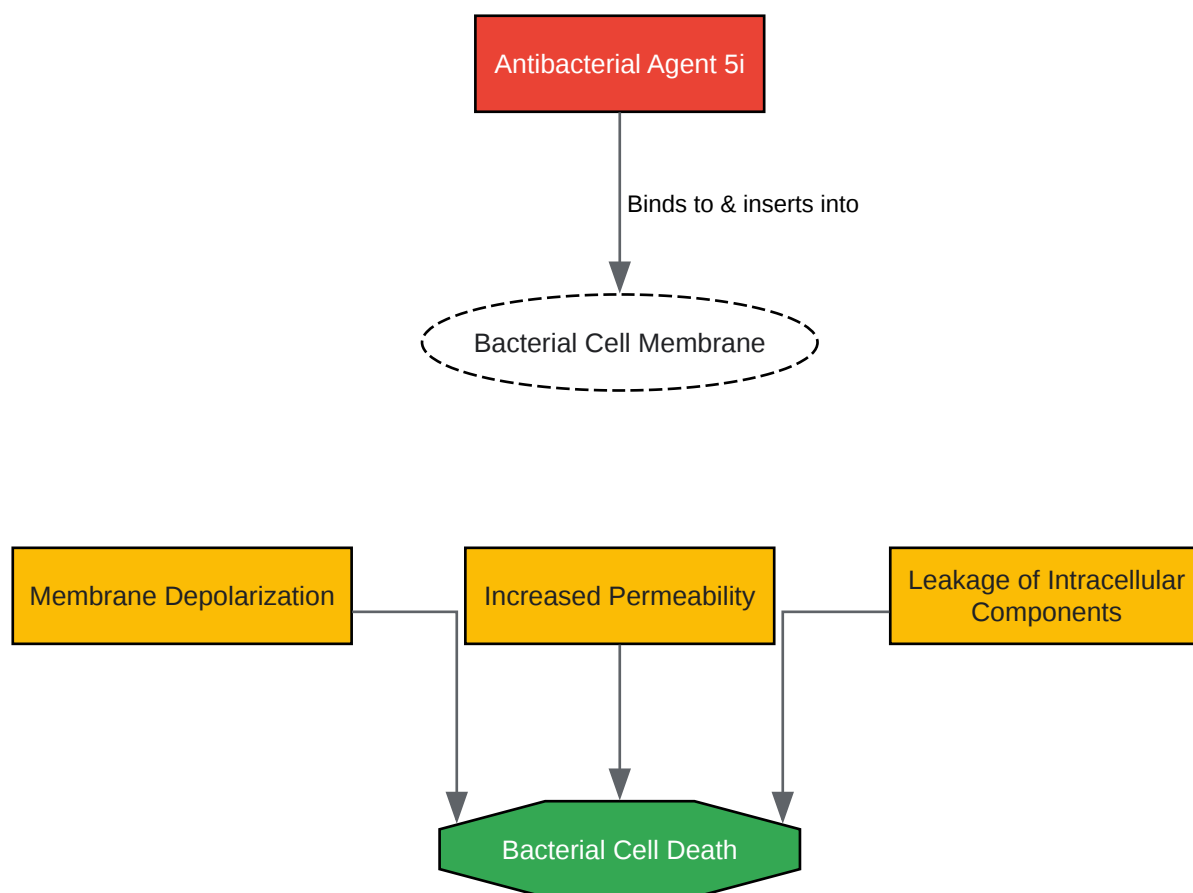 Antibacterial Agent 5i
Binds to & inserts into
Bacterial Cell Membrane
Membrane Depolarization
Increased Permeability
Leakage of Intracellular
Components
Bacterial Cell Death